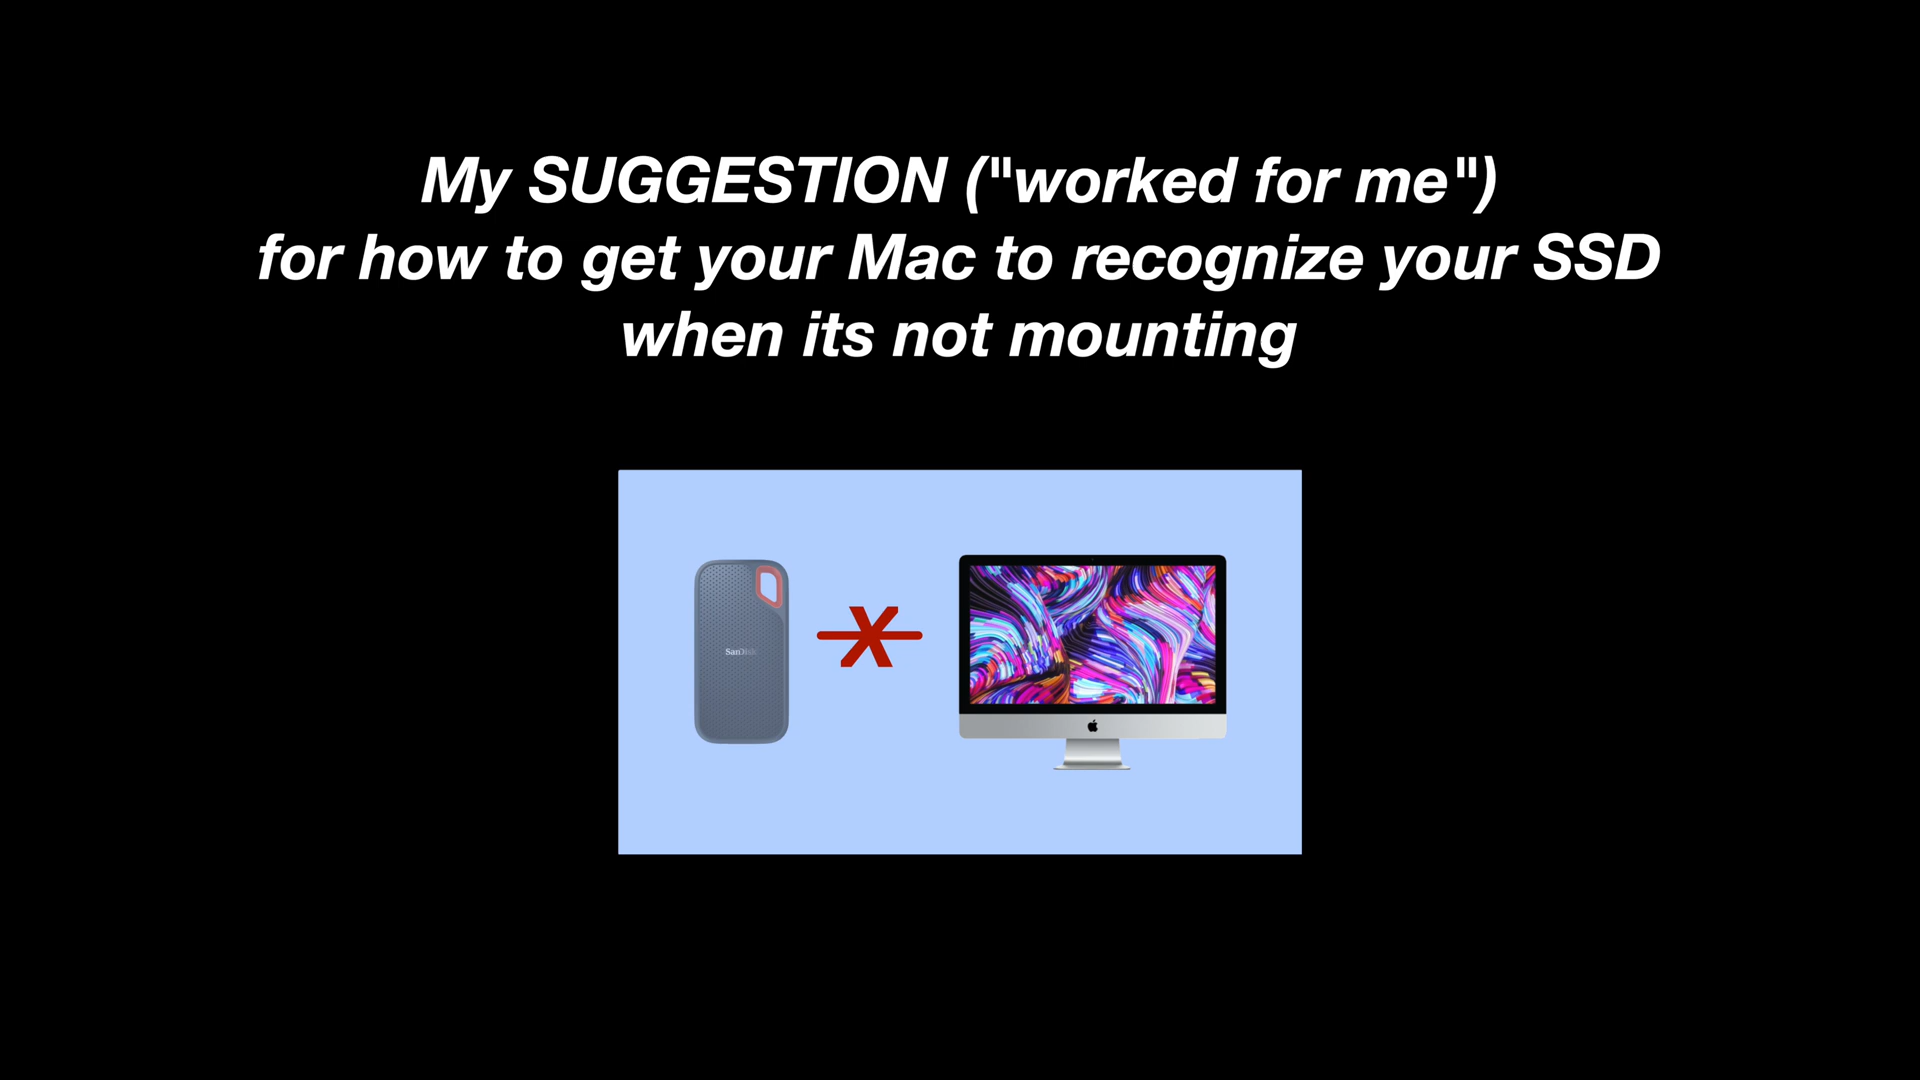 My SUGGESTION ("worked for me")
for how to get your Mac to recognize your SSD
when its not mounting
SanDisk